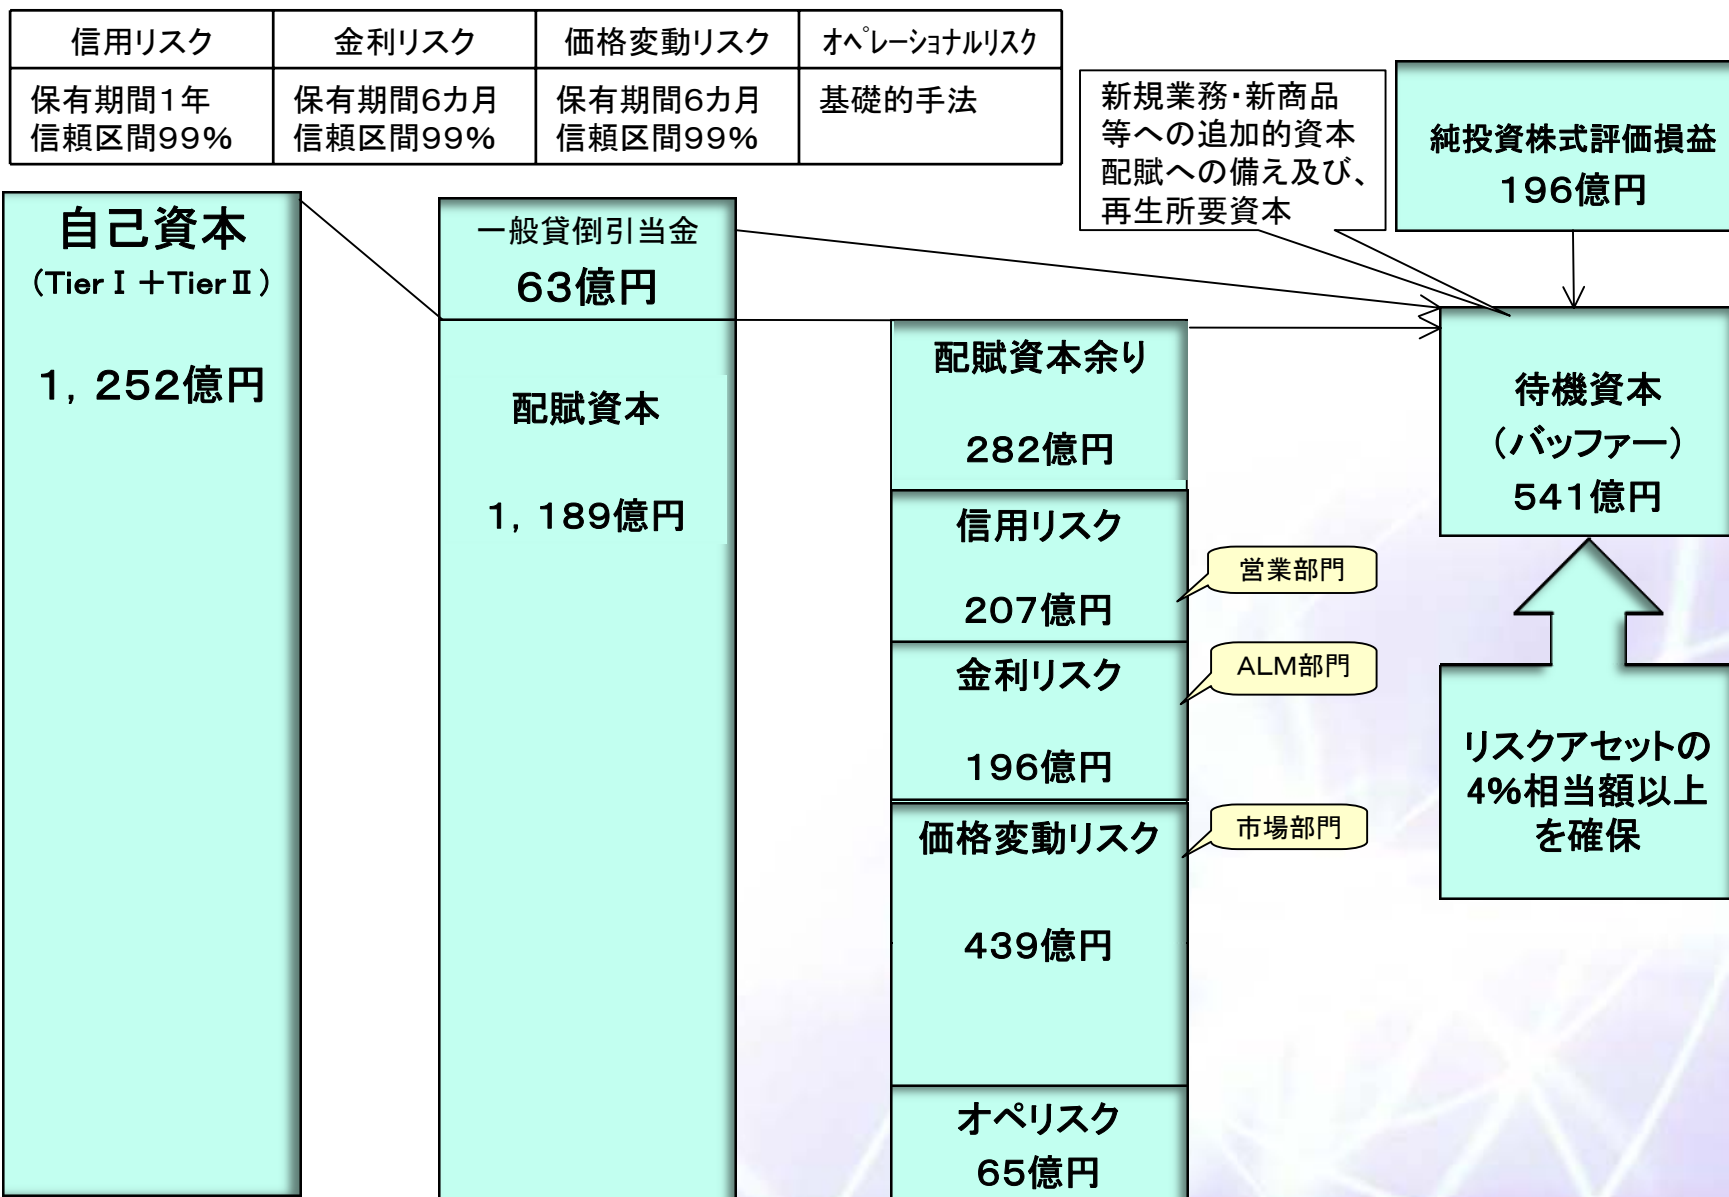 信用リスク
金利リスク
価格変動リスク
オペレーショナルリスク
保有期間1年
信頼区間99%
保有期間6カ月
信頼区間99%
保有期間6カ月
信頼区間99%
基礎的手法
新規業務・新商品
等への追加的資本
配賦への備え及び、
再生所要資本
純投資株式評価損益
196億円
自己資本
(TierⅠ+TierⅡ)
1,252億円
一般貸倒引当金
63億円
配賦資本
1,189億円
配賦資本余り
282億円
信用リスク
207億円
営業部門
金利リスク
196億円
ALM部門
価格変動リスク
439億円
市場部門
オペリスク
65億円
待機資本
(バッファー)
541億円
リスクアセットの
4%相当額以上
を確保